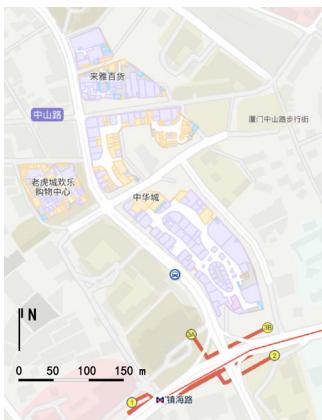 来雅百货
中山路
厦门中山路步行街
老虎城欢乐
购物中心
中华城
N
3A
3B
2
0 50 100 150 m
1
镇海路